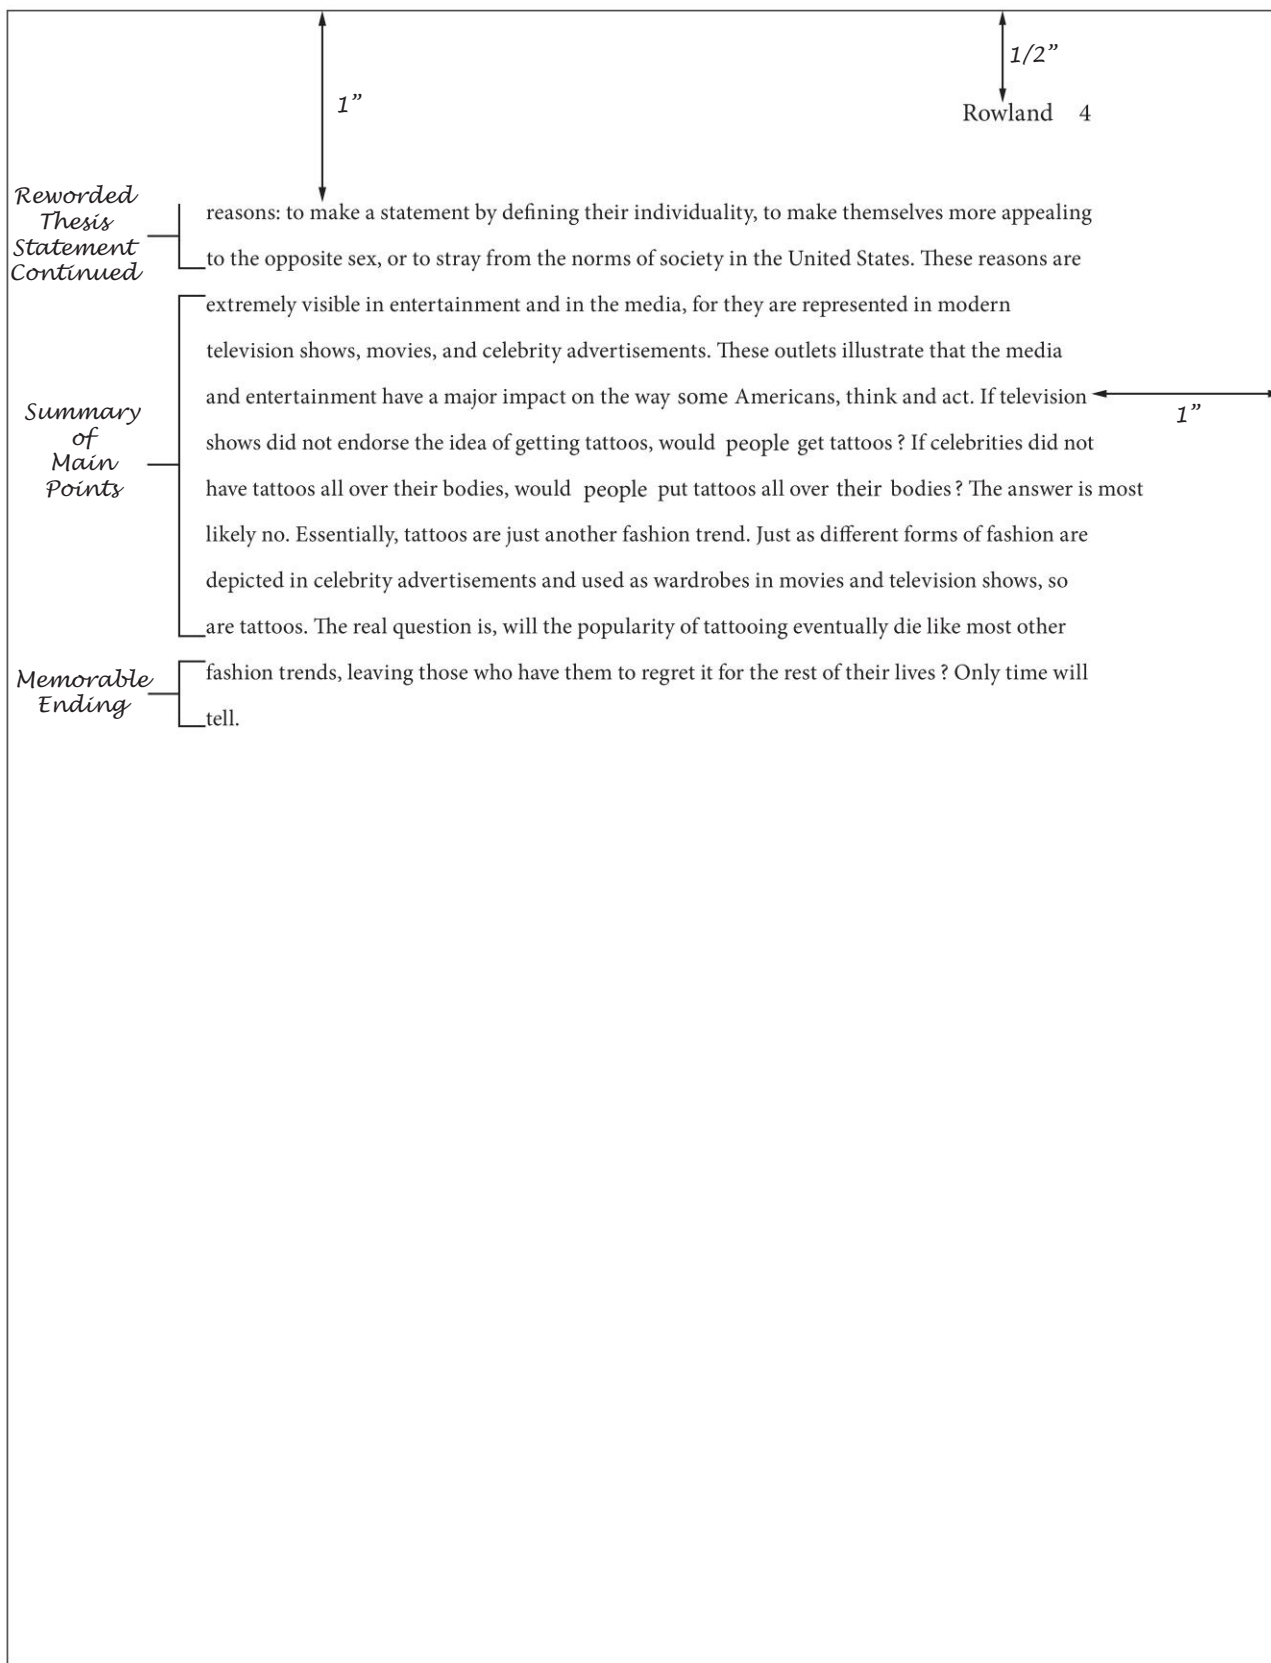 1/2”
1”
Rowland 4
Reworded
Thesis
Statement
Continued
reasons: to make a statement by defining their individuality, to make themselves more appealing
to the opposite sex, or to stray from the norms of society in the United States. These reasons are
extremely visible in entertainment and in the media, for they are represented in modern
television shows, movies, and celebrity advertisements. These outlets illustrate that the media
and entertainment have a major impact on the way some Americans, think and act. If television
1”
Summary
of
Main
Points
shows did not endorse the idea of getting tattoos, would people get tattoos ? If celebrities did not
have tattoos all over their bodies, would people put tattoos all over their bodies ? The answer is most
likely no. Essentially, tattoos are just another fashion trend. Just as different forms of fashion are
depicted in celebrity advertisements and used as wardrobes in movies and television shows, so
are tattoos. The real question is, will the popularity of tattooing eventually die like most other
Memorable
Ending
fashion trends, leaving those who have them to regret it for the rest of their lives ? Only time will
tell.